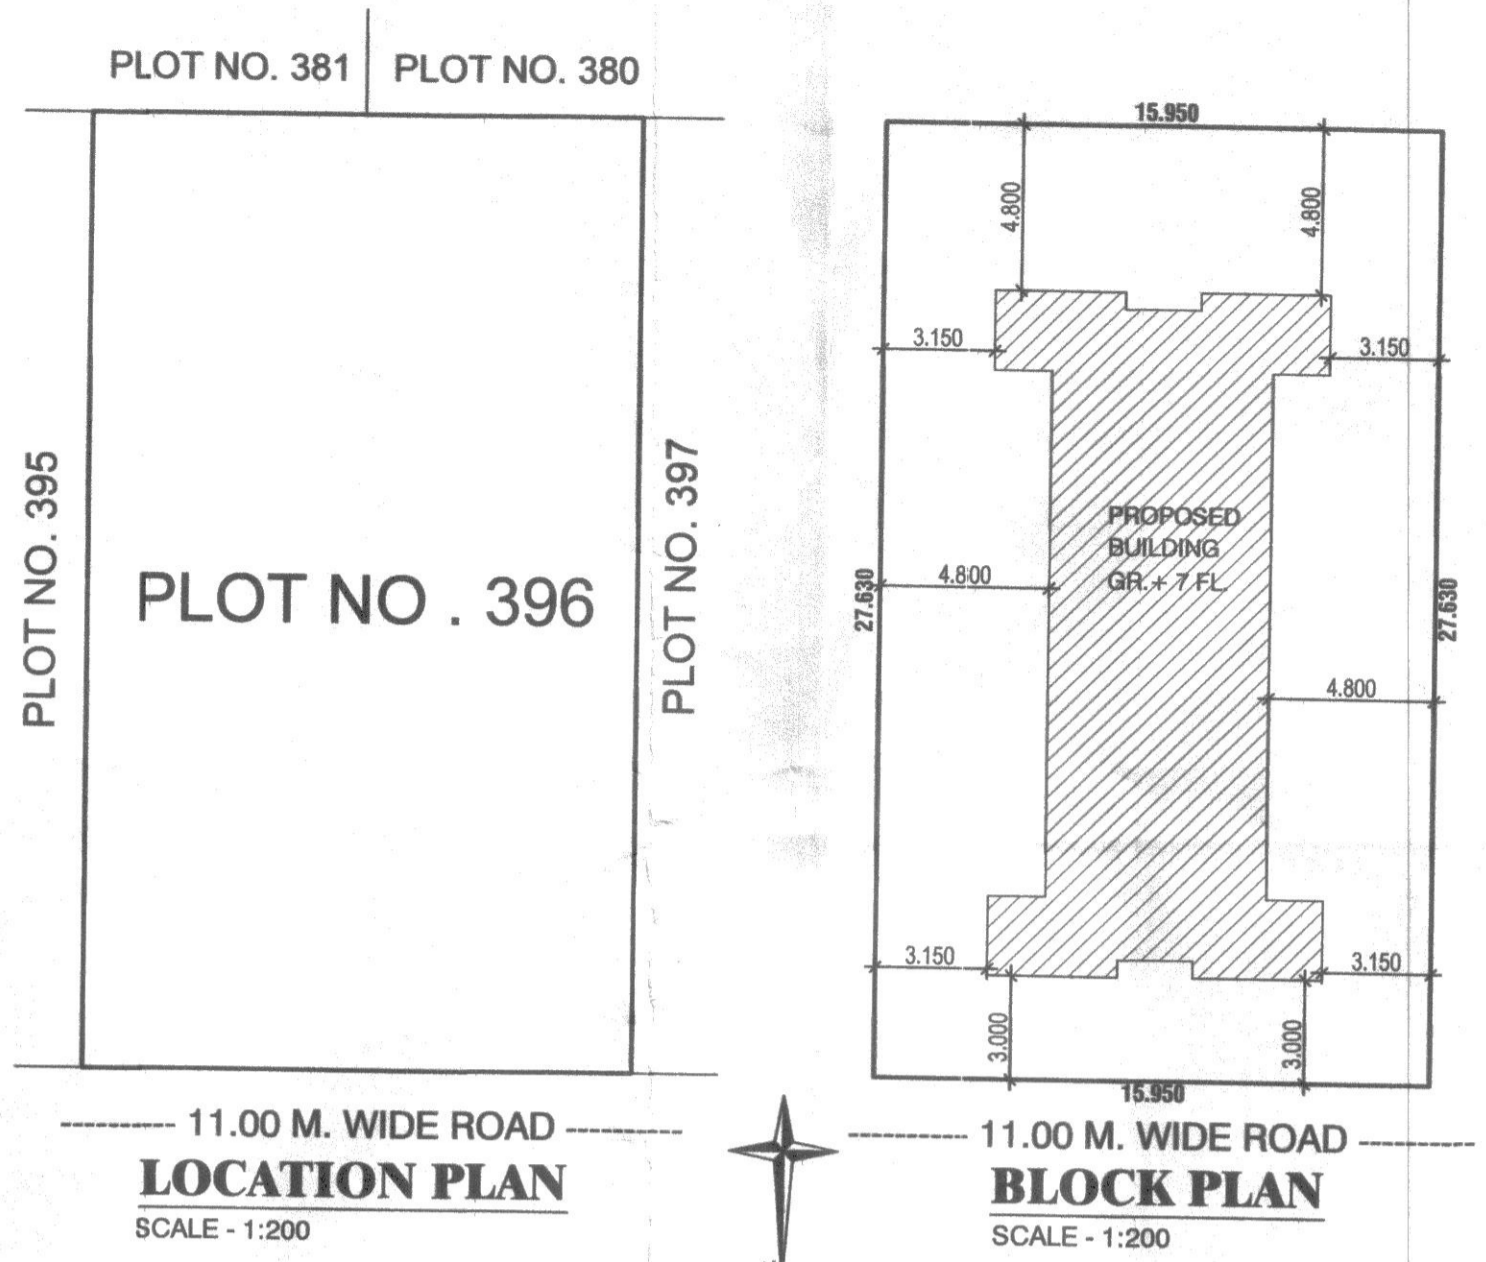 PLOT NO. 381
PLOT NO. 380
PLOT NO. 395
PLOT NO . 396
PLOT NO. 397
11.00 M. WIDE ROAD
LOCATION PLAN
SCALE - 1:200
15.950
4.800
4.800
3.150
3.150
PROPOSED
BUILDING
GR.+ 7 FL.
27.630
4.800
27.630
4.800
3.150
3.150
3.000
3.000
15.950
11.00 M. WIDE ROAD
BLOCK PLAN
SCALE - 1:200